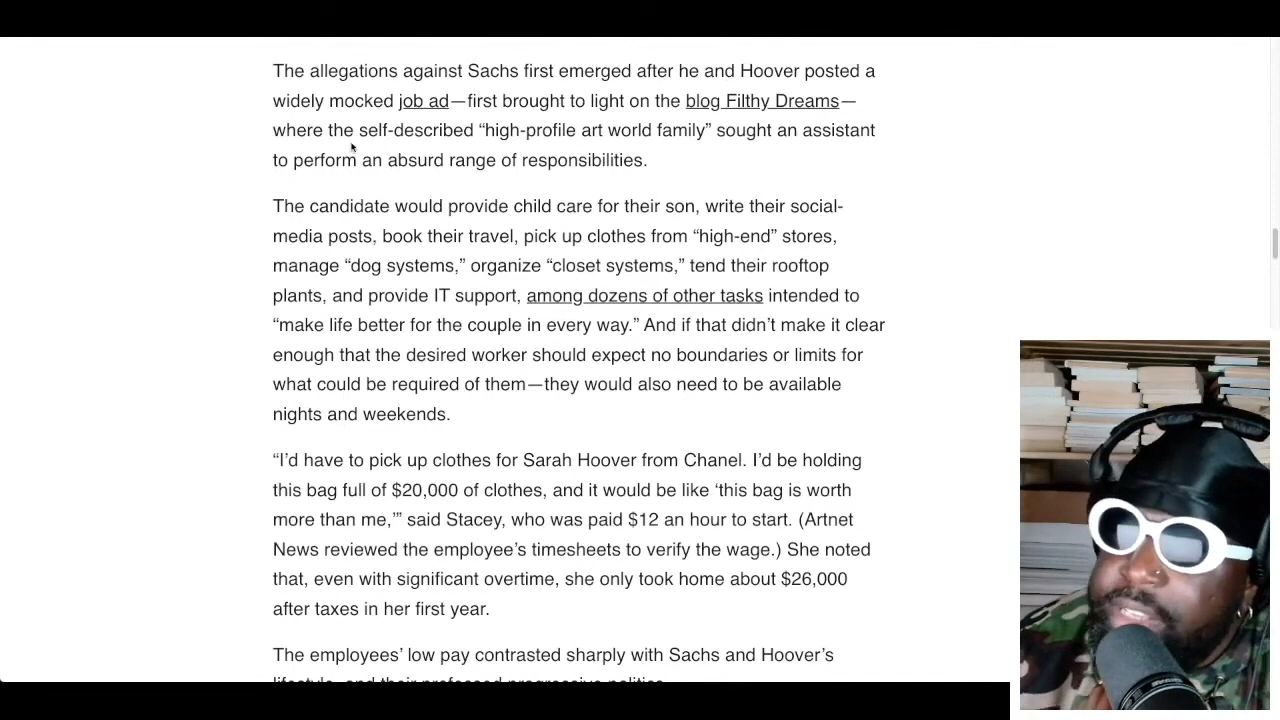 The allegations against Sachs first emerged after he and Hoover posted a
widely mocked job ad—first brought to light on the blog Filthy Dreams—
where the self-described “high-profile art world family” sought an assistant
to perform an absurd range of responsibilities.
The candidate would provide child care for their son, write their social-
media posts, book their travel, pick up clothes from “high-end” stores,
manage “dog systems,” organize “closet systems,” tend their rooftop
plants, and provide IT support, among dozens of other tasks intended to
“make life better for the couple in every way.” And if that didn’t make it clear
enough that the desired worker should expect no boundaries or limits for
what could be required of them—they would also need to be available
nights and weekends.
“I’d have to pick up clothes for Sarah Hoover from Chanel. I’d be holding
this bag full of $20,000 of clothes, and it would be like ‘this bag is worth
more than me,’” said Stacey, who was paid $12 an hour to start. (Artnet
News reviewed the employee’s timesheets to verify the wage.) She noted
that, even with significant overtime, she only took home about $26,000
after taxes in her first year.
The employees’ low pay contrasted sharply with Sachs and Hoover’s
lifestyle, and their professed progressive politics.